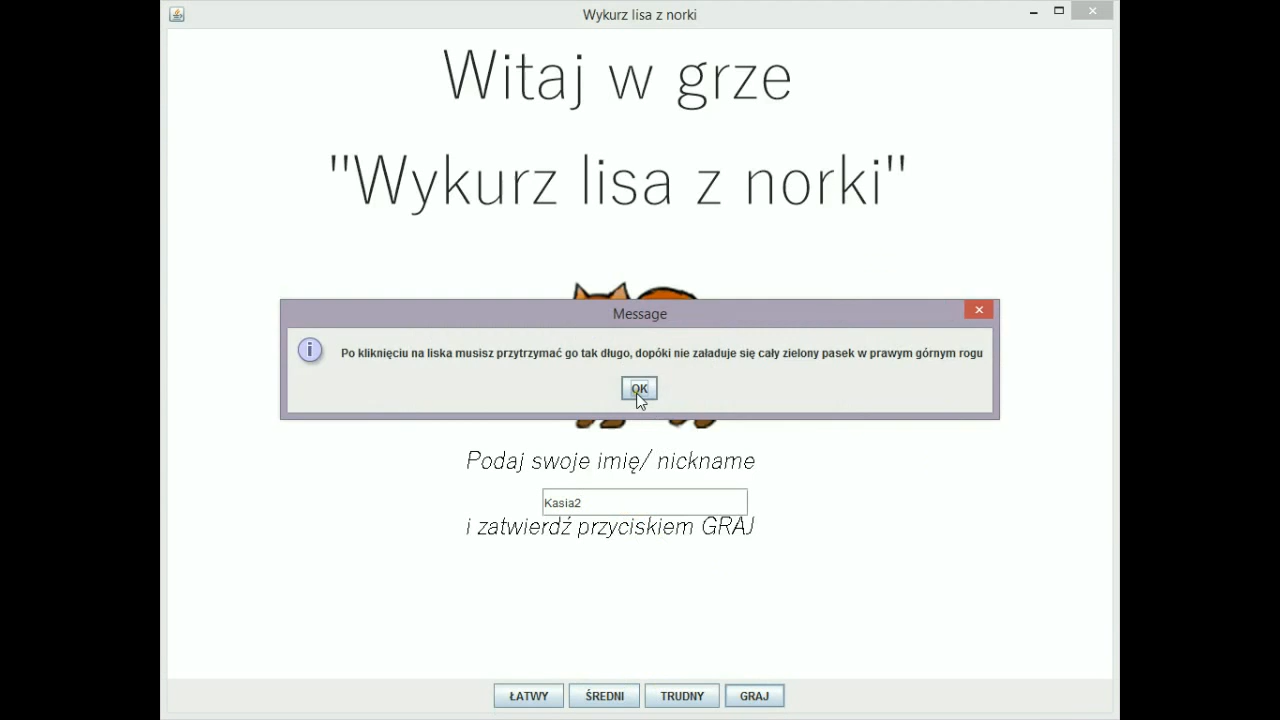 Wykurz lisa z norki
Witaj w grze
"Wykurz lisa z norki"
Message
Po kliknięciu na liska musisz przytrzymać go tak długo, dopóki nie załaduje się cały zielony pasek w prawym górnym rogu
OK
Podaj swoje imię/ nickname
Kasia2
i zatwierdź przyciskiem GRAJ
ŁATWY ŚREDNI TRUDNY GRAJ